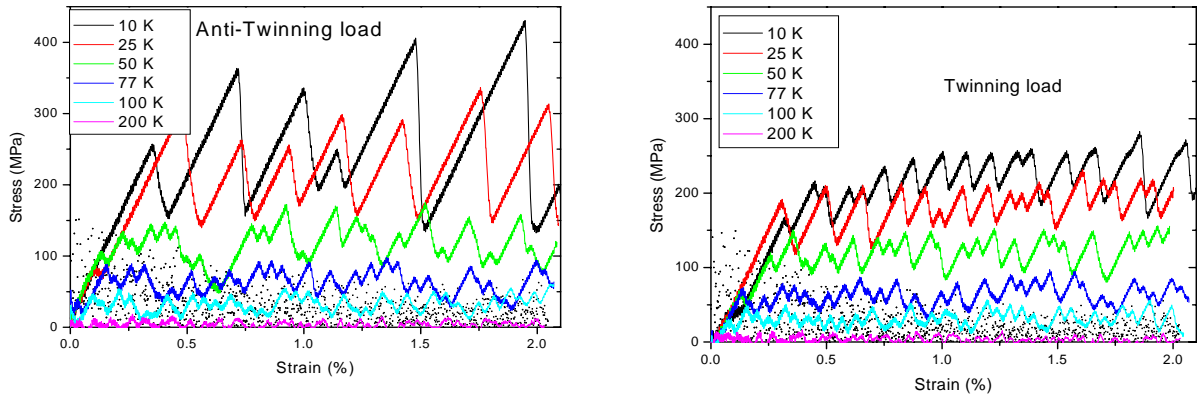 400
300
200
100
0
Stress (MPa)
10 K
25 K
50 K
77 K
100 K
200 K
Anti-Twinning load
0.0 0.5 1.0 1.5 2.0
Strain (%)
400
300
200
100
0
Stress (MPa)
10 K
25 K
50 K
77 K
100 K
200 K
Twinning load
0.0 0.5 1.0 1.5 2.0
Strain (%)